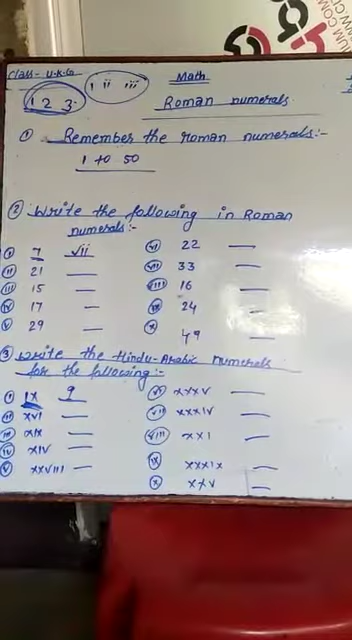 Class- U.K.G
1 2 3.
i ii iii
Math
Roman numerals
① Remember the roman numerals:-
1 to 50
② Write the following in Roman numerals:-
i 7 vii
ii 21
iii 15
iv 17
v 29
vi 22
vii 33
viii 16
ix 24
x 49
③ Write the Hindu-Arabic numerals
for the following:-
i IX 9
ii XVI
iii XIX
iv XIV
v XXVIII
vi XXXV
vii XXXIV
viii XXI
ix XXXIX
x XXV